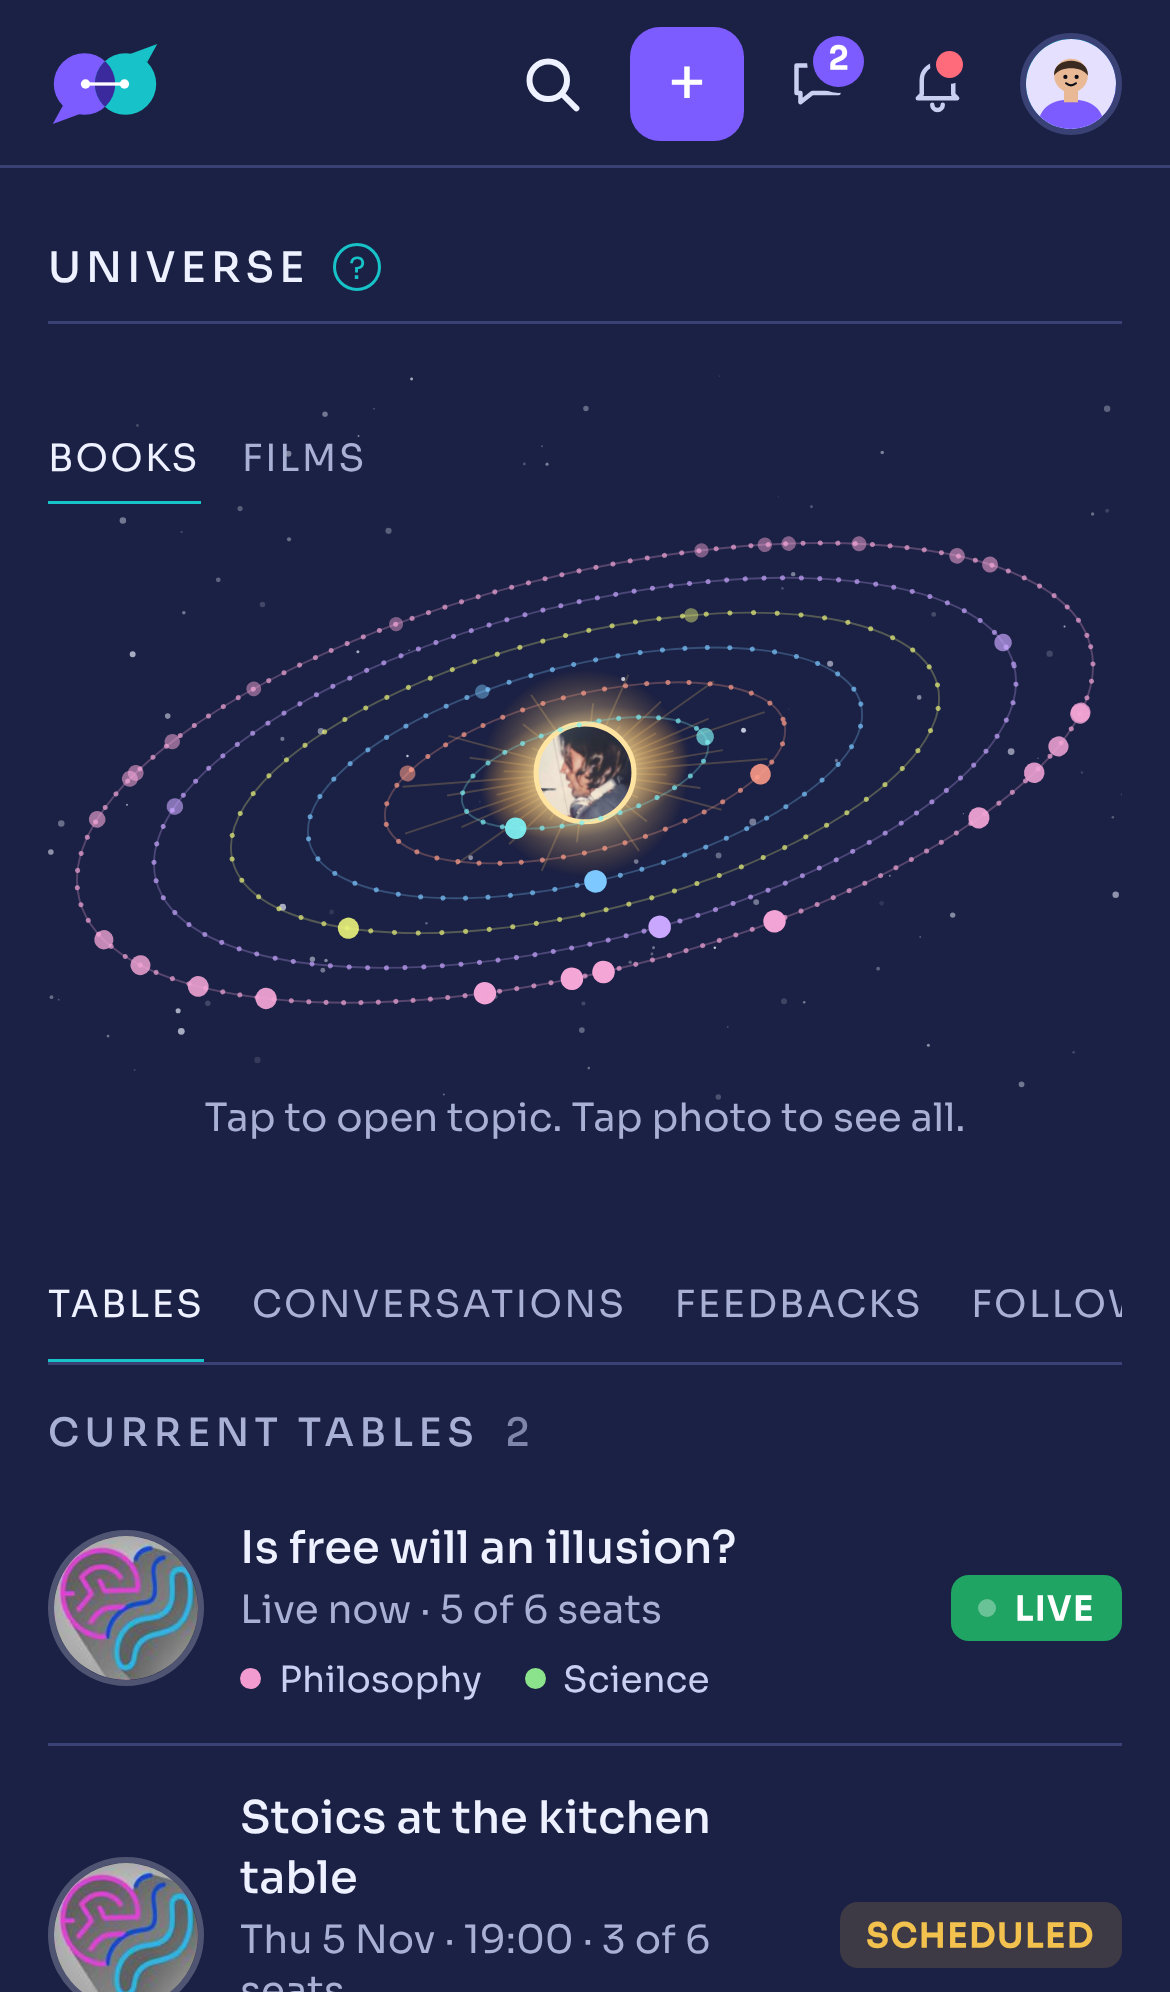 +
2
UNIVERSE ?
BOOKS FILMS
Tap to open topic. Tap photo to see all.
TABLES CONVERSATIONS FEEDBACKS
CURRENT TABLES 2
Is free will an illusion?
Live now · 5 of 6 seats
LIVE
Philosophy Science
Stoics at the kitchen
table
Thu 5 Nov · 19:00 · 3 of 6
seats
SCHEDULED